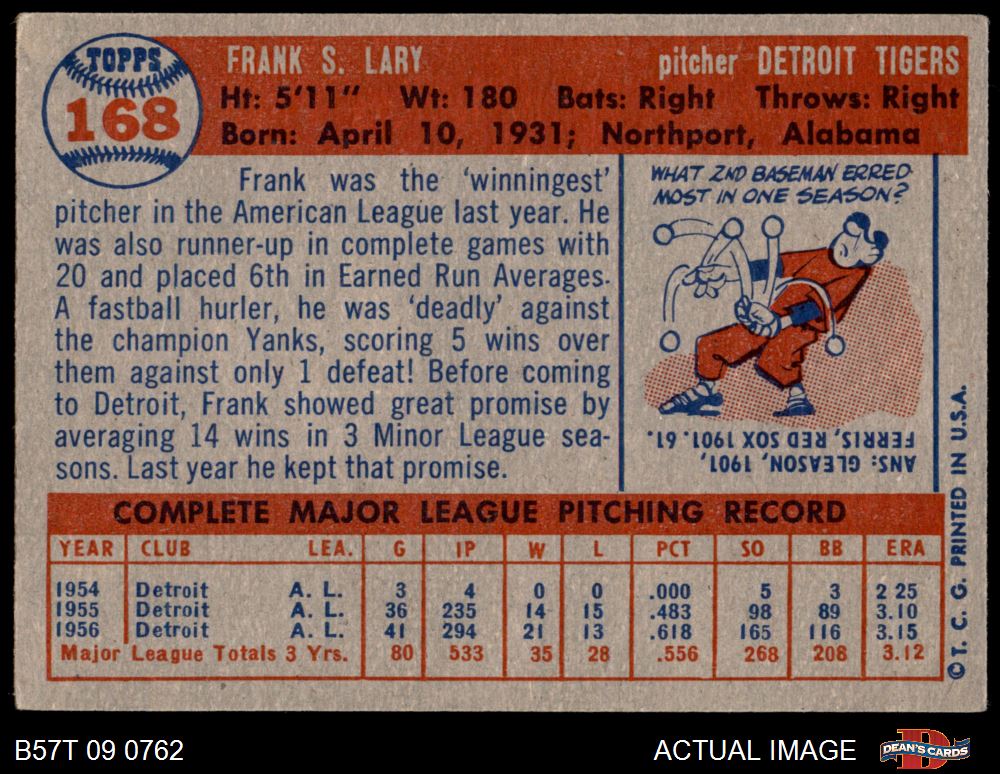 TOPPS
168
FRANK S. LARY pitcher DETROIT TIGERS
Ht: 5'11" Wt: 180 Bats: Right Throws: Right
Born: April 10, 1931; Northport, Alabama
Frank was the 'winningest'
pitcher in the American League last year. He
was also runner-up in complete games with
20 and placed 6th in Earned Run Averages.
A fastball hurler, he was 'deadly' against
the champion Yanks, scoring 5 wins over
them against only 1 defeat! Before coming
to Detroit, Frank showed great promise by
averaging 14 wins in 3 Minor League sea-
sons. Last year he kept that promise.
WHAT 2ND BASEMAN ERRED
MOST IN ONE SEASON?
ANS: GLEASON, 1901,
FERRIS, RED SOX 1901. 61.
COMPLETE MAJOR LEAGUE PITCHING RECORD
YEAR CLUB LEA. G IP W L PCT SO BB ERA
1954 Detroit A. L. 3 4 0 0 .000 5 3 2 25
1955 Detroit A. L. 36 235 14 15 .483 98 89 3.10
1956 Detroit A. L. 41 294 21 13 .618 165 116 3.15
Major League Totals 3 Yrs. 80 533 35 28 .556 268 208 3.12
© T. C. G. PRINTED IN U.S.A.
B57T 09 0762 ACTUAL IMAGE
DEAN'S CARDS